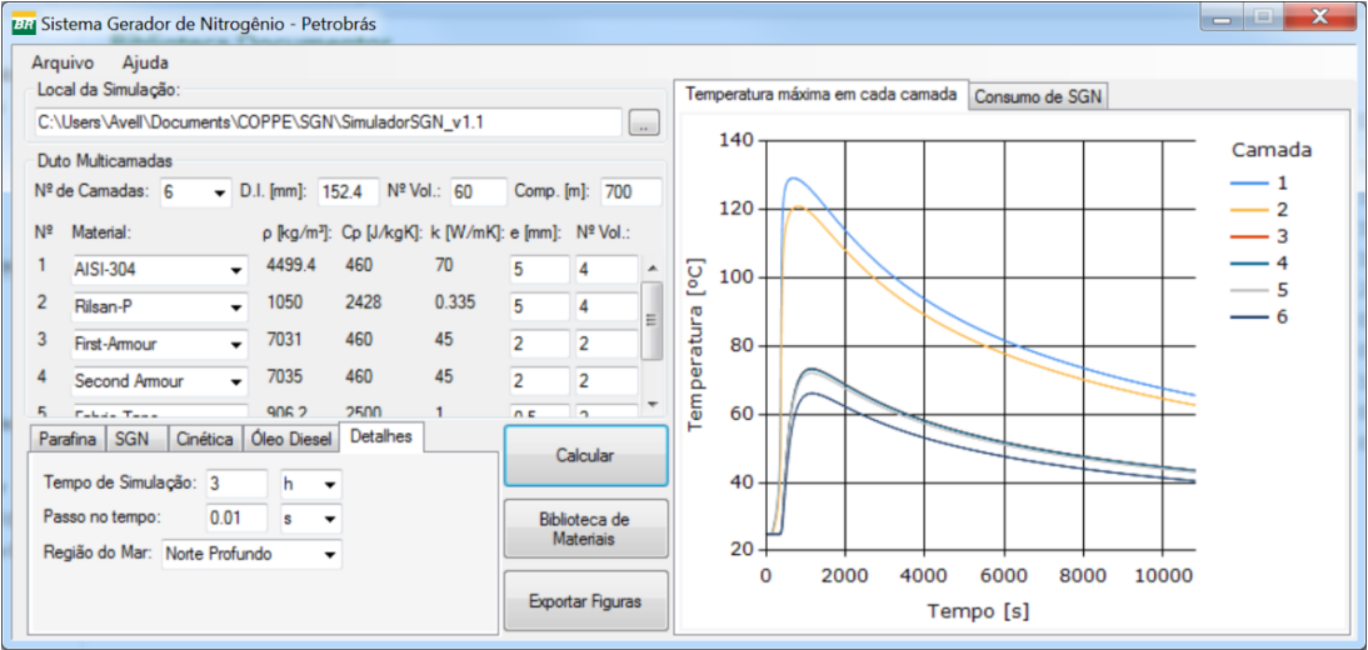 BR Sistema Gerador de Nitrogênio - Petrobrás
Arquivo Ajuda
Local da Simulação:
C:\Users\Avell\Documents\COPPE\SGN\SimuladorSGN_v1.1
..
Duto Multicamadas
Nº de Camadas: 6 D.I. [mm]: 152.4 Nº Vol.: 60 Comp. [m]: 700
Nº Material: ρ [kg/m³]: Cp [J/kgK]: k [W/mK]: e [mm]: Nº Vol.:
1 AISI-304 4499.4 460 70 5 4
2 Rilsan-P 1050 2428 0.335 5 4
3 First-Armour 7031 460 45 2 2
4 Second Armour 7035 460 45 2 2
5 Fabric Tape 906.2 2500 1 0.5 2
Parafina SGN Cinética Óleo Diesel Detalhes
Tempo de Simulação: 3 h
Passo no tempo: 0.01 s
Região do Mar: Norte Profundo
Calcular
Biblioteca de
Materiais
Exportar Figuras
Temperatura máxima em cada camada Consumo de SGN
140
120
100
80
60
40
20
Temperatura [ºC]
0 2000 4000 6000 8000 10000
Tempo [s]
Camada
1
2
3
4
5
6